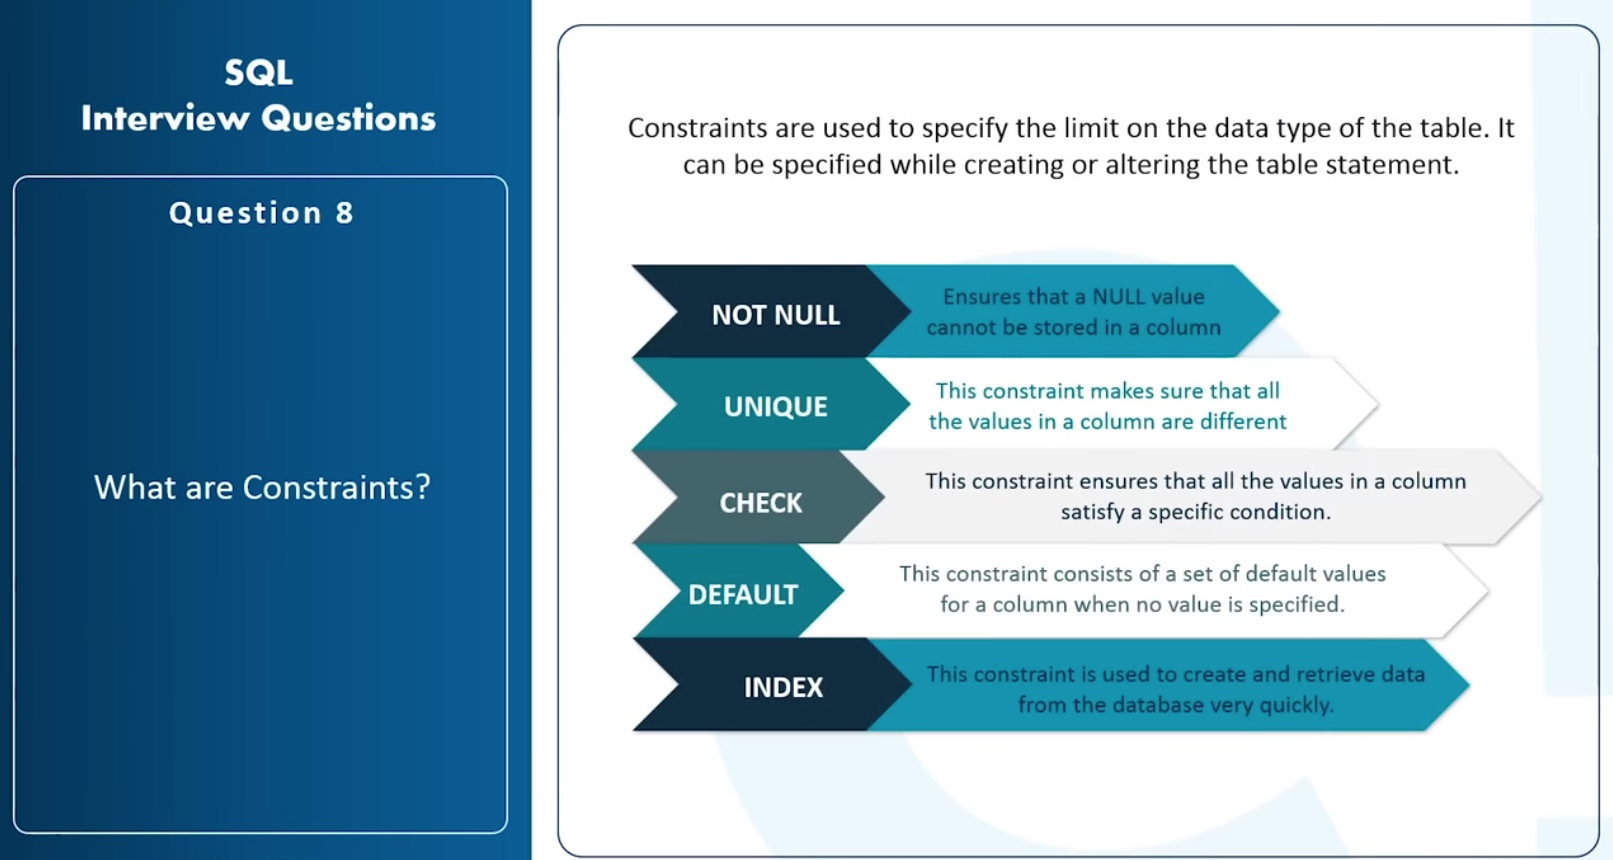 SQL
Interview Questions
Question 8
What are Constraints?
Constraints are used to specify the limit on the data type of the table. It
can be specified while creating or altering the table statement.
NOT NULL
Ensures that a NULL value
cannot be stored in a column
UNIQUE
This constraint makes sure that all
the values in a column are different
CHECK
This constraint ensures that all the values in a column
satisfy a specific condition.
DEFAULT
This constraint consists of a set of default values
for a column when no value is specified.
INDEX
This constraint is used to create and retrieve data
from the database very quickly.